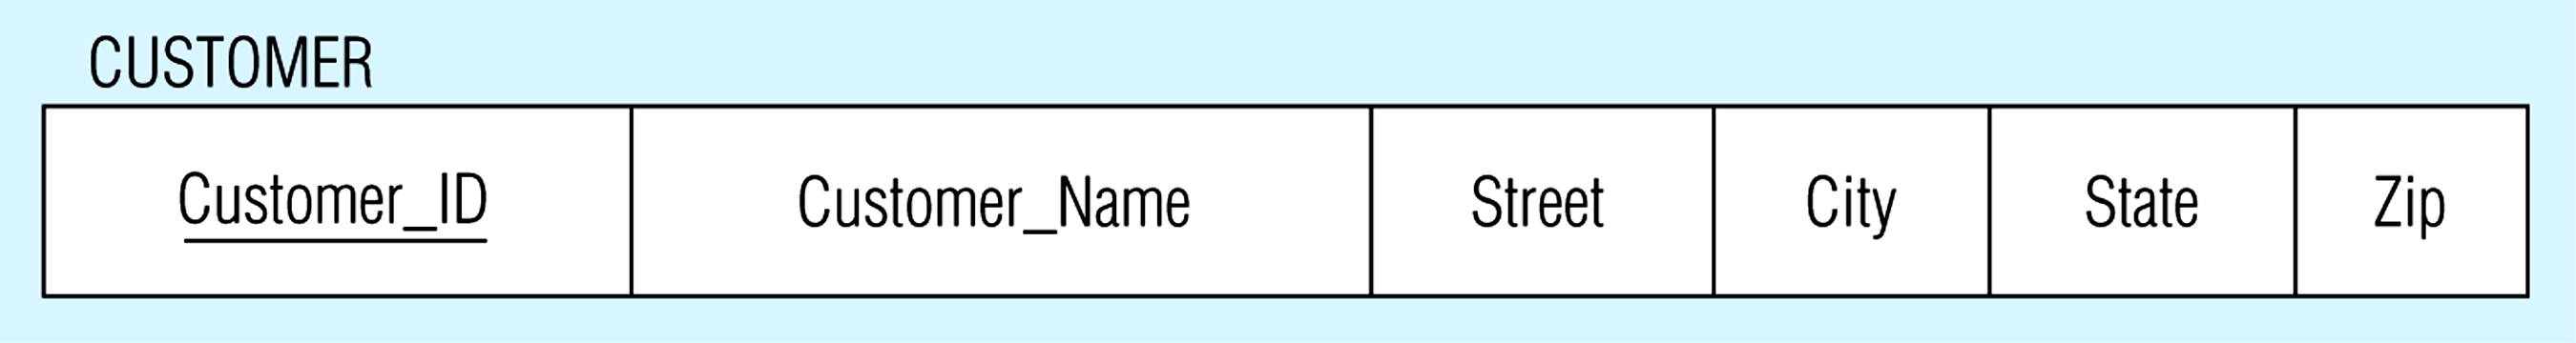 CUSTOMER
Customer_ID Customer_Name Street City State Zip